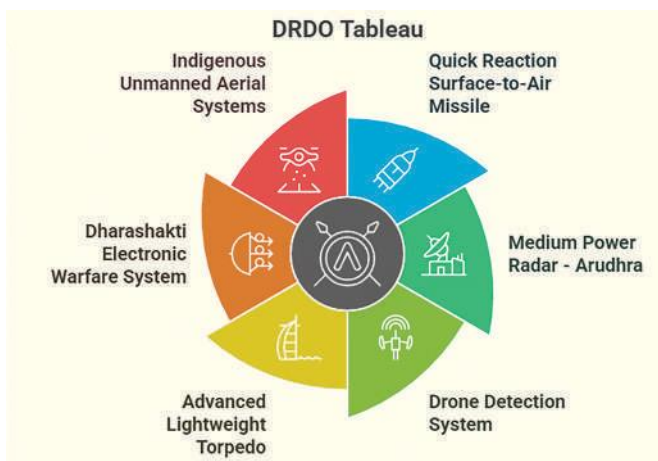 DRDO Tableau
Indigenous
Unmanned Aerial
Systems
Quick Reaction
Surface-to-Air
Missile
Dharashakti
Electronic
Warfare System
Medium Power
Radar - Arudhra
Advanced
Lightweight
Torpedo
Drone Detection
System